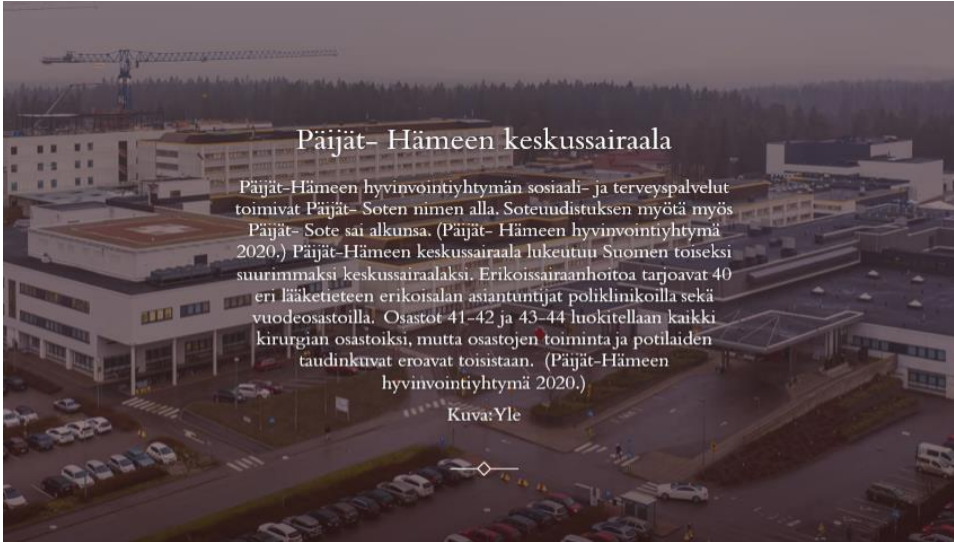 Päijät- Hämeen keskussairaala
Päijät-Hämeen hyvinvointiyhtymän sosiaali- ja terveyspalvelut
toimivat Päijät- Soten nimen alla. Soteuudistuksen myötä myös
Päijät- Sote sai alkunsa. (Päijät- Hämeen hyvinvointiyhtymä
2020.) Päijät-Hämeen keskussairaala lukeutuu Suomen toiseksi
suurimmaksi keskussairaalaksi. Erikoissairaanhoitoa tarjoavat 40
eri lääketieteen erikoisalan asiantuntijat poliklinikoilla sekä
vuodeosastoilla. Osastot 41-42 ja 43-44 luokitellaan kaikki
kirurgian osastoiksi, mutta osastojen toiminta ja potilaiden
taudinkuvat eroavat toisistaan. (Päijät-Hämeen
hyvinvointiyhtymä 2020.)
Kuva:Yle